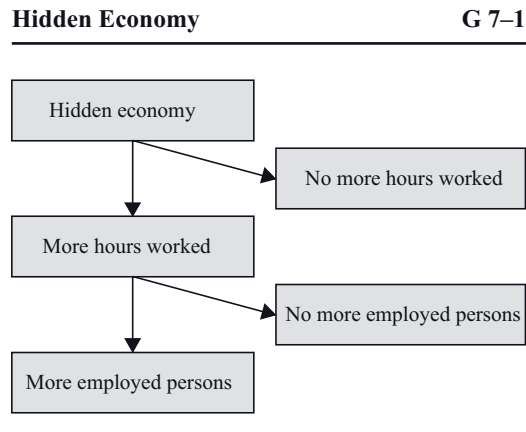 Hidden Economy G 7–1
Hidden economy
No more hours worked
More hours worked
No more employed persons
More employed persons